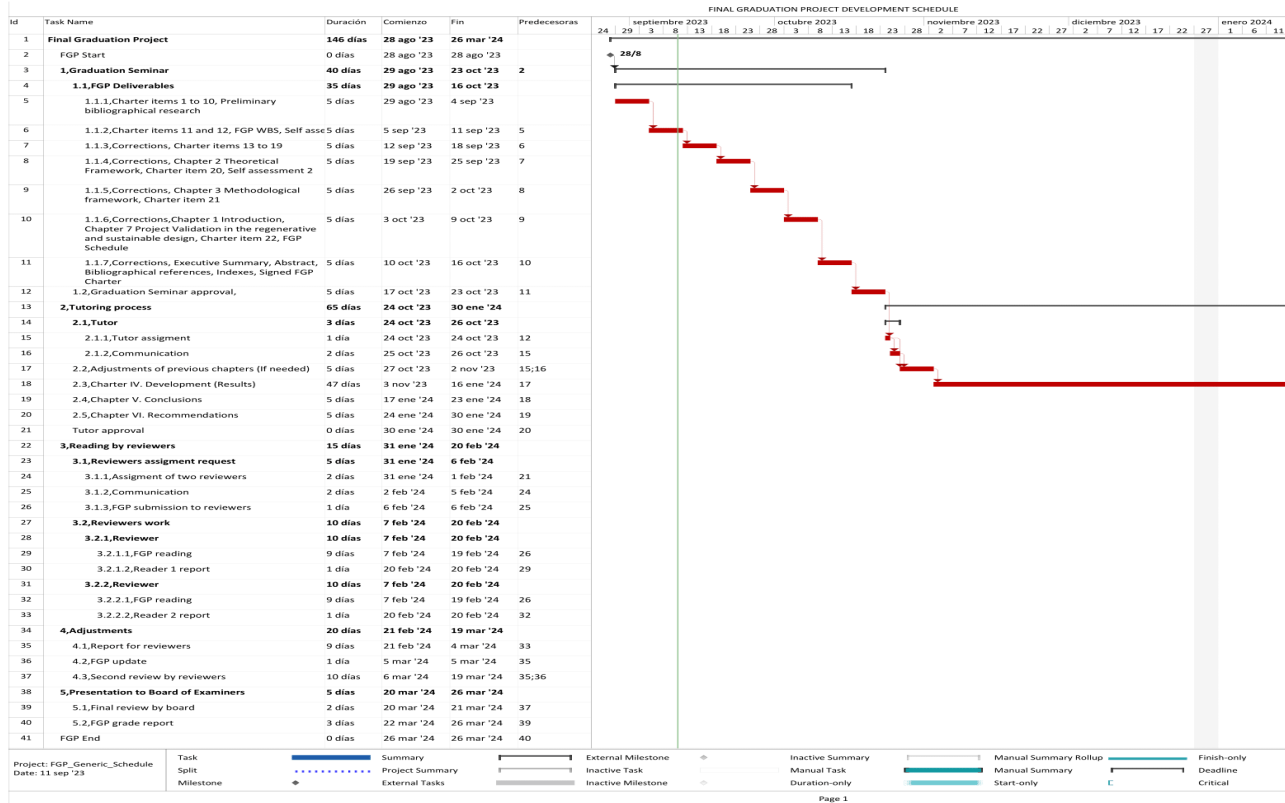 FINAL GRADUATION PROJECT DEVELOPMENT SCHEDULE
Id Task Name Duración Comienzo Fin Predecesoras
septiembre 2023 octubre 2023 noviembre 2023 diciembre 2023 enero 2024
24 29 3 8 13 18 23 28 3 8 13 18 23 28 2 7 12 17 22 27 2 7 12 17 22 27 1 6 11
1 Final Graduation Project 146 días 28 ago '23 26 mar '24
2 FGP Start 0 días 28 ago '23 28 ago '23 28/8
3 1,Graduation Seminar 40 días 29 ago '23 23 oct '23 2
4 1.1,FGP Deliverables 35 días 29 ago '23 16 oct '23
5 1.1.1,Charter items 1 to 10, Preliminary 5 días 29 ago '23 4 sep '23
bibliographical research
6 1.1.2,Charter items 11 and 12, FGP WBS, Self asse 5 días 5 sep '23 11 sep '23 5
7 1.1.3,Corrections, Charter items 13 to 19 5 días 12 sep '23 18 sep '23 6
8 1.1.4,Corrections, Chapter 2 Theoretical 5 días 19 sep '23 25 sep '23 7
Framework, Charter item 20, Self assessment 2
9 1.1.5,Corrections, Chapter 3 Methodological 5 días 26 sep '23 2 oct '23 8
framework, Charter item 21
10 1.1.6,Corrections,Chapter 1 Introduction, 5 días 3 oct '23 9 oct '23 9
Chapter 7 Project Validation in the regenerative
and sustainable design, Charter item 22, FGP
Schedule
11 1.1.7,Corrections, Executive Summary, Abstract, 5 días 10 oct '23 16 oct '23 10
Bibliographical references, Indexes, Signed FGP
Charter
12 1.2,Graduation Seminar approval, 5 días 17 oct '23 23 oct '23 11
13 2,Tutoring process 65 días 24 oct '23 30 ene '24
14 2.1,Tutor 3 días 24 oct '23 26 oct '23
15 2.1.1,Tutor assigment 1 día 24 oct '23 24 oct '23 12
16 2.1.2,Communication 2 días 25 oct '23 26 oct '23 15
17 2.2,Adjustments of previous chapters (If needed) 5 días 27 oct '23 2 nov '23 15;16
18 2.3,Charter IV. Development (Results) 47 días 3 nov '23 16 ene '24 17
19 2.4,Chapter V. Conclusions 5 días 17 ene '24 23 ene '24 18
20 2.5,Chapter VI. Recommendations 5 días 24 ene '24 30 ene '24 19
21 Tutor approval 0 días 30 ene '24 30 ene '24 20
22 3,Reading by reviewers 15 días 31 ene '24 20 feb '24
23 3.1,Reviewers assigment request 5 días 31 ene '24 6 feb '24
24 3.1.1,Assigment of two reviewers 2 días 31 ene '24 1 feb '24 21
25 3.1.2,Communication 2 días 2 feb '24 5 feb '24 24
26 3.1.3,FGP submission to reviewers 1 día 6 feb '24 6 feb '24 25
27 3.2,Reviewers work 10 días 7 feb '24 20 feb '24
28 3.2.1,Reviewer 10 días 7 feb '24 20 feb '24
29 3.2.1.1,FGP reading 9 días 7 feb '24 19 feb '24 26
30 3.2.1.2,Reader 1 report 1 día 20 feb '24 20 feb '24 29
31 3.2.2,Reviewer 10 días 7 feb '24 20 feb '24
32 3.2.2.1,FGP reading 9 días 7 feb '24 19 feb '24 26
33 3.2.2.2,Reader 2 report 1 día 20 feb '24 20 feb '24 32
34 4,Adjustments 20 días 21 feb '24 19 mar '24
35 4.1,Report for reviewers 9 días 21 feb '24 4 mar '24 33
36 4.2,FGP update 1 día 5 mar '24 5 mar '24 35
37 4.3,Second review by reviewers 10 días 6 mar '24 19 mar '24 35;36
38 5,Presentation to Board of Examiners 5 días 20 mar '24 26 mar '24
39 5.1,Final review by board 2 días 20 mar '24 21 mar '24 37
40 5.2,FGP grade report 3 días 22 mar '24 26 mar '24 39
41 FGP End 0 días 26 mar '24 26 mar '24 40
Project: FGP_Generic_Schedule
Date: 11 sep '23
Task Summary External Milestone Inactive Summary Manual Summary Rollup Finish-only
Split Project Summary Inactive Task Manual Task Manual Summary Deadline
Milestone External Tasks Inactive Milestone Duration-only Start-only Critical
Page 1